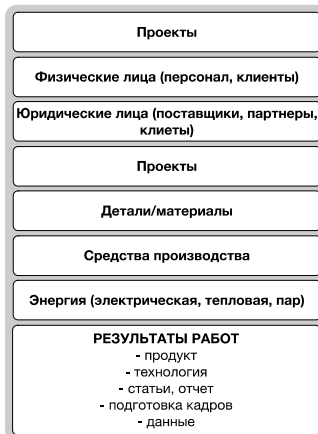 Проекты
Физические лица (персонал, клиенты)
Юридические лица (поставщики, партнеры,
клиеты)
Проекты
Детали/материалы
Средства производства
Энергия (электрическая, тепловая, пар)
РЕЗУЛЬТАТЫ РАБОТ
- продукт
- технология
- статьи, отчет
- подготовка кадров
- данные